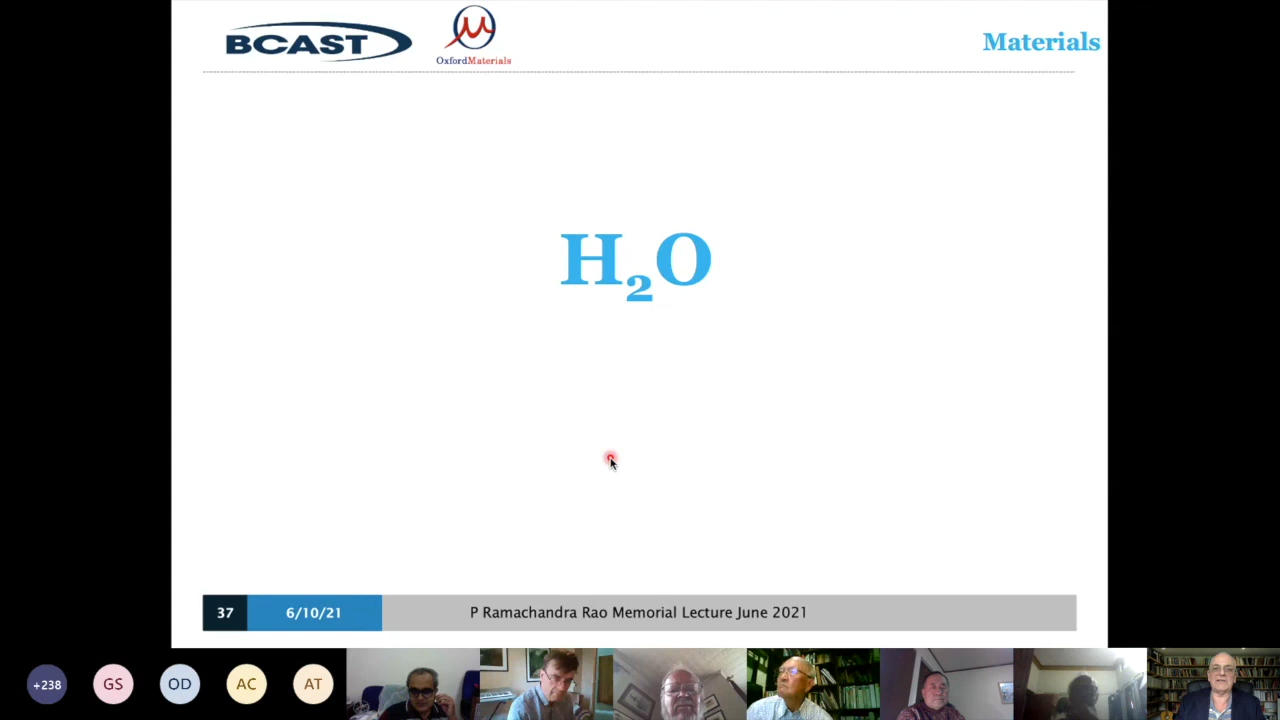 BCAST
OxfordMaterials
Materials
H₂O
37 6/10/21 P Ramachandra Rao Memorial Lecture June 2021
+238 GS OD AC AT